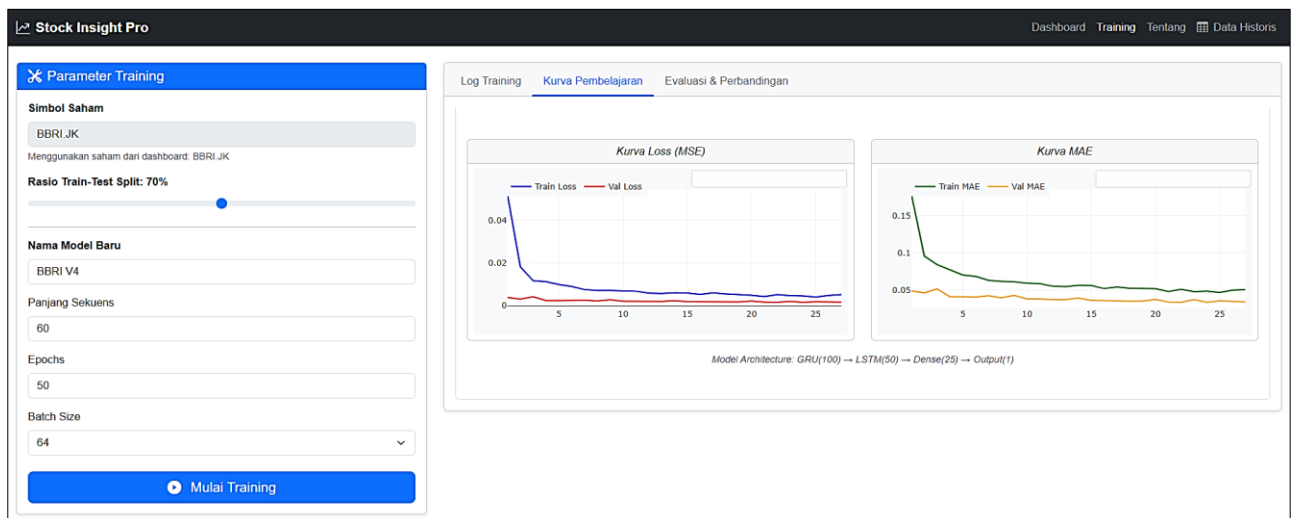 Stock Insight Pro
Dashboard Training Tentang Data Historis
Parameter Training
Simbol Saham
BBRI.JK
Menggunakan saham dari dashboard: BBRI.JK
Rasio Train-Test Split: 70%
Nama Model Baru
BBRI V4
Panjang Sekuens
60
Epochs
50
Batch Size
64
Mulai Training
Log Training Kurva Pembelajaran Evaluasi & Perbandingan
Kurva Loss (MSE)
Train Loss Val Loss
0.04
0.02
0
5 10 15 20 25
Kurva MAE
Train MAE Val MAE
0.15
0.1
0.05
5 10 15 20 25
Model Architecture: GRU(100) → LSTM(50) → Dense(25) → Output(1)